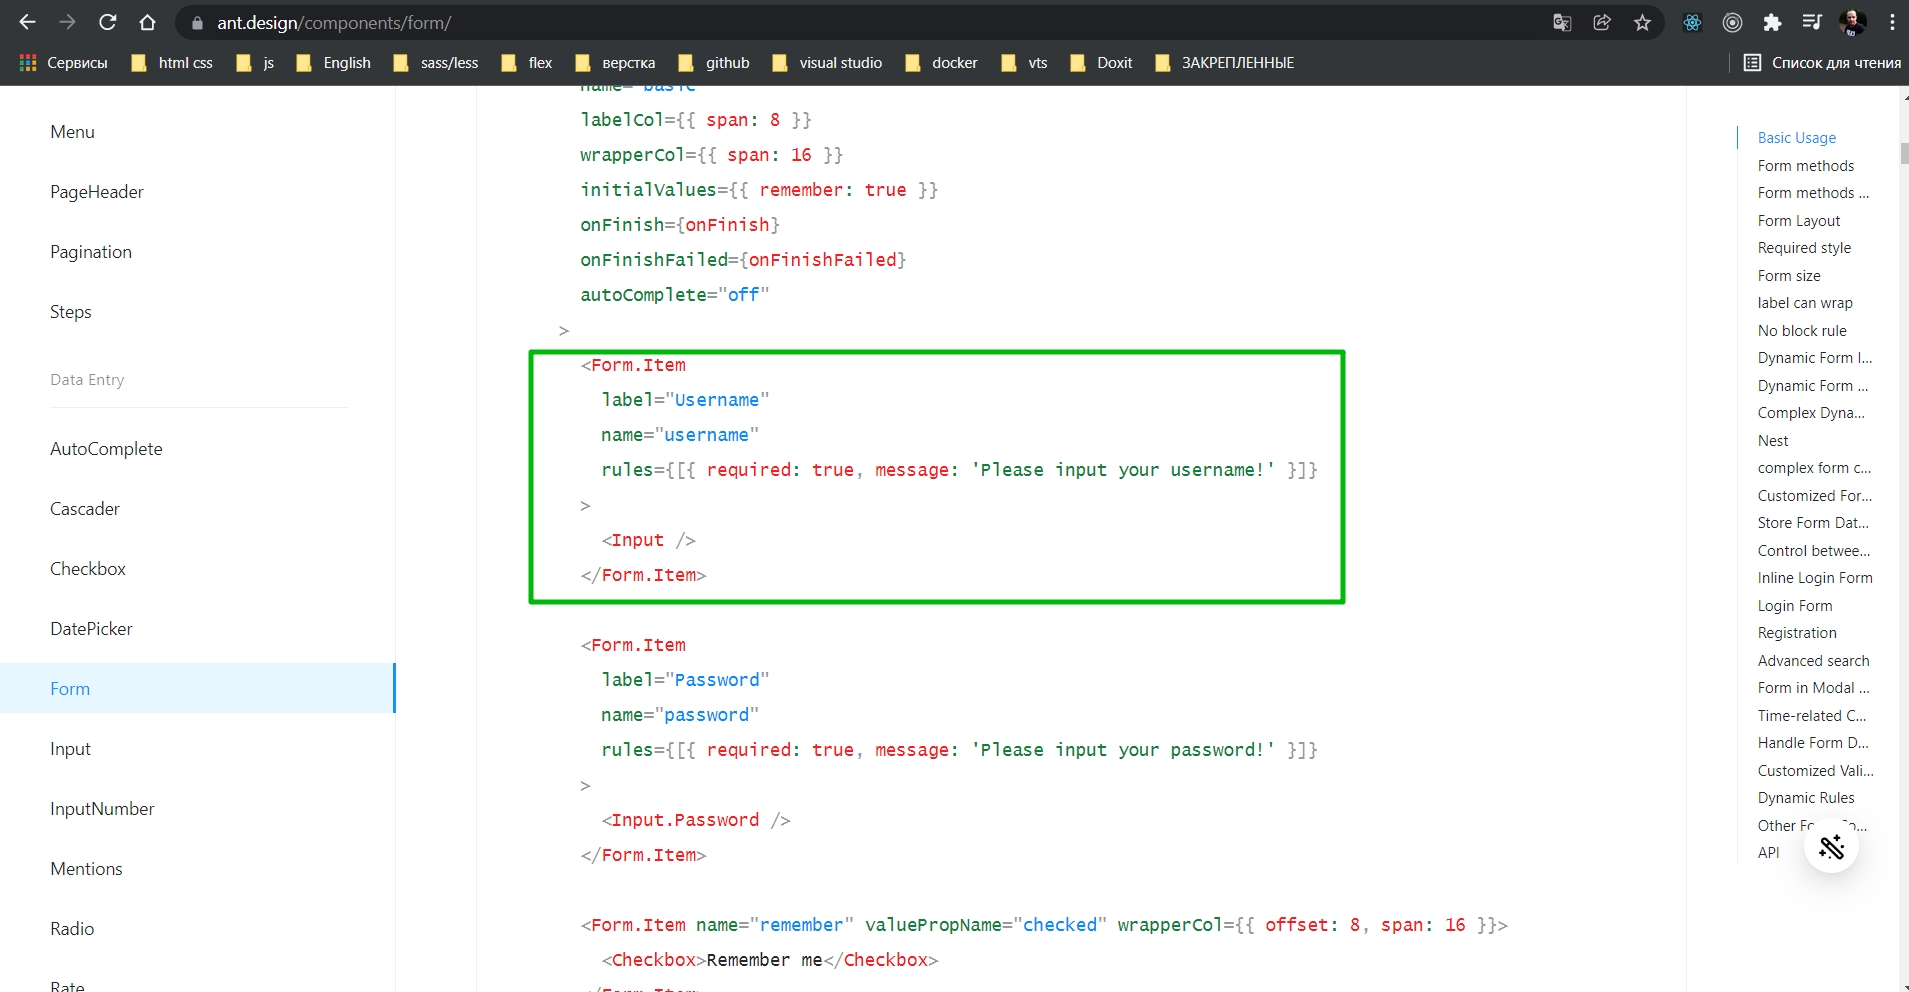 ant.design/components/form/
Сервисы html css js English sass/less flex верстка github visual studio docker vts Doxit ЗАКРЕПЛЕННЫЕ Список для чтения
Menu
PageHeader
Pagination
Steps
Data Entry
AutoComplete
Cascader
Checkbox
DatePicker
Form
Input
InputNumber
Mentions
Radio
Rate
name="basic"
labelCol={{ span: 8 }}
wrapperCol={{ span: 16 }}
initialValues={{ remember: true }}
onFinish={onFinish}
onFinishFailed={onFinishFailed}
autoComplete="off"
>
<Form.Item
label="Username"
name="username"
rules={[{ required: true, message: 'Please input your username!' }]}
>
<Input />
</Form.Item>
<Form.Item
label="Password"
name="password"
rules={[{ required: true, message: 'Please input your password!' }]}
>
<Input.Password />
</Form.Item>
<Form.Item name="remember" valuePropName="checked" wrapperCol={{ offset: 8, span: 16 }}>
<Checkbox>Remember me</Checkbox>
</Form.Item>
Basic Usage
Form methods
Form methods ...
Form Layout
Required style
Form size
label can wrap
No block rule
Dynamic Form I...
Dynamic Form ...
Complex Dyna...
Nest
complex form c...
Customized For...
Store Form Dat...
Control betwee...
Inline Login Form
Login Form
Registration
Advanced search
Form in Modal ...
Time-related C...
Handle Form D...
Customized Vali...
Dynamic Rules
Other
API